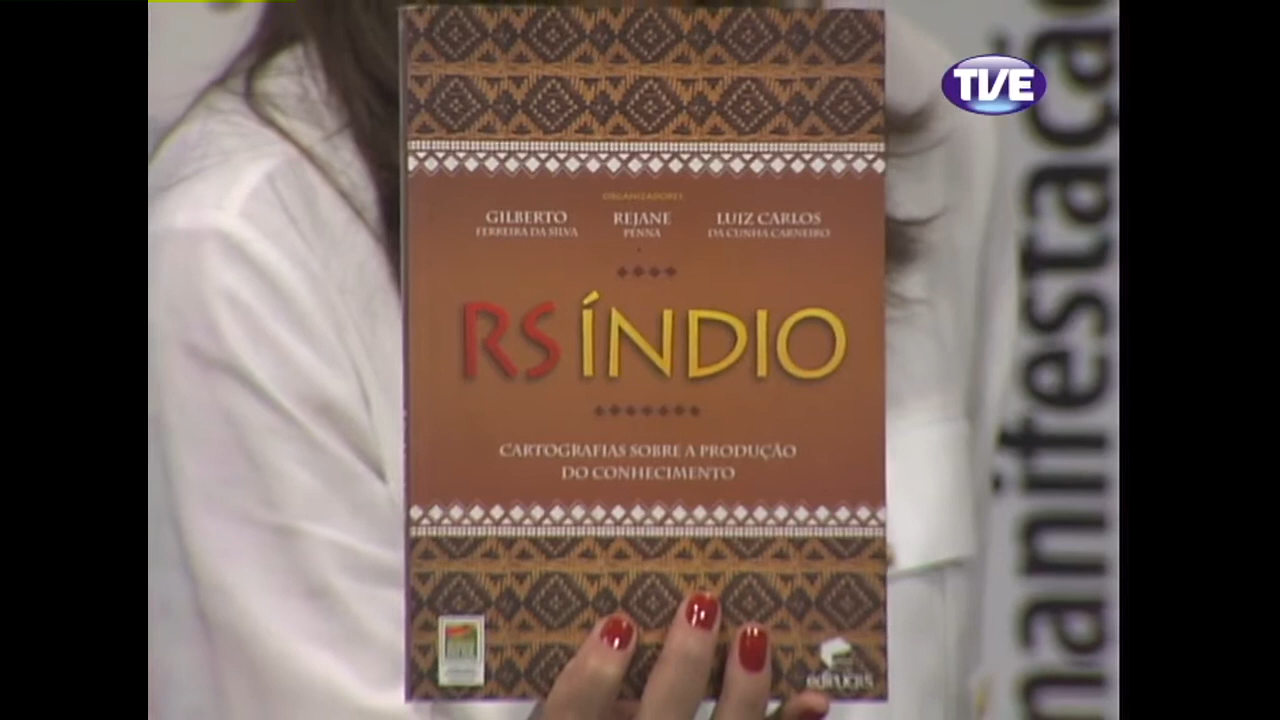 TVE
manifestaçã
ORGANIZADORES
GILBERTO
FERREIRA DA SILVA
REJANE
PENNA
LUIZ CARLOS
DA CUNHA CARNEIRO
RS ÍNDIO
CARTOGRAFIAS SOBRE A PRODUÇÃO
DO CONHECIMENTO
edipucrs